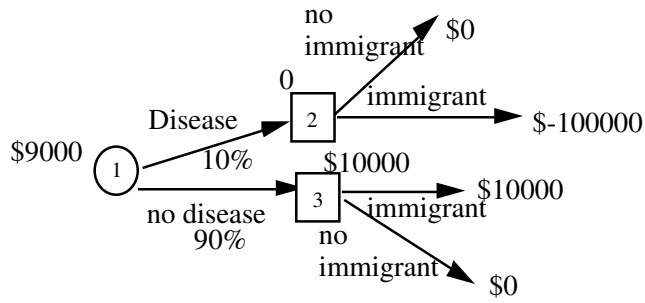 no
immigrant
$0
0
immigrant
2
$-100000
Disease
10%
$9000
1
$10000
3
$10000
immigrant
no disease
90%
no
immigrant
$0